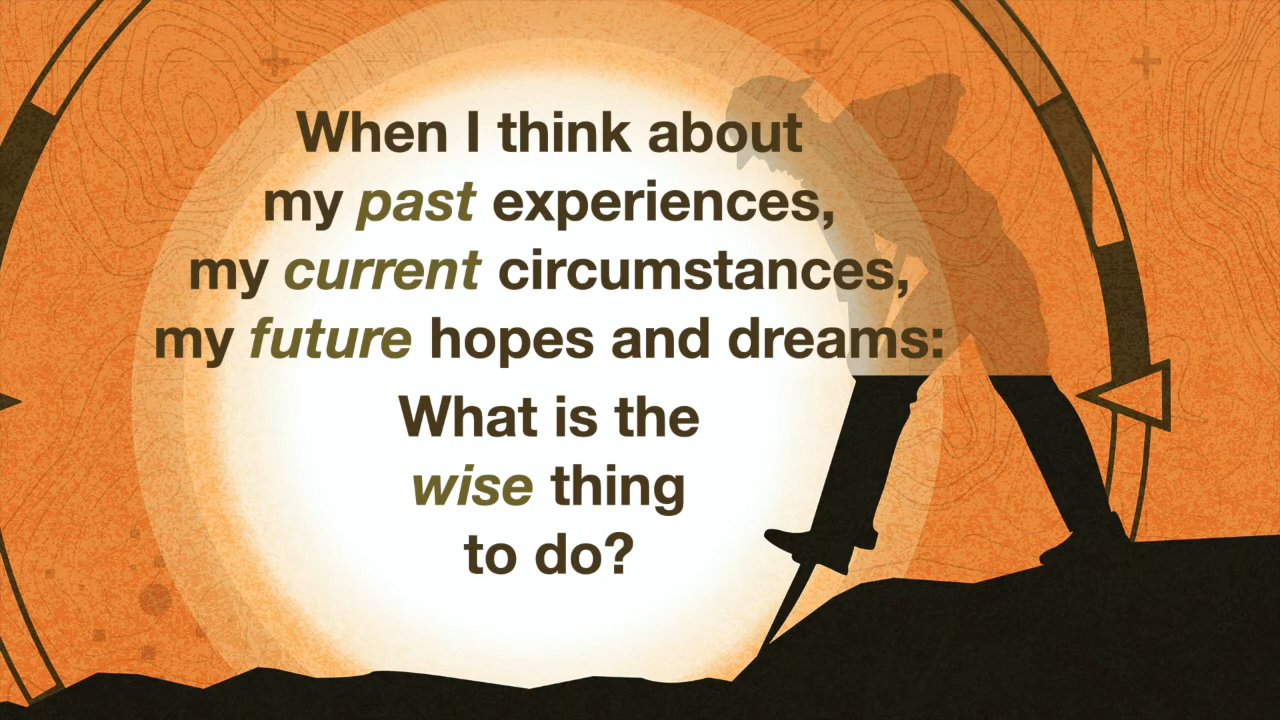 When I think about
my past experiences,
my current circumstances,
my future hopes and dreams:
What is the
wise thing
to do?